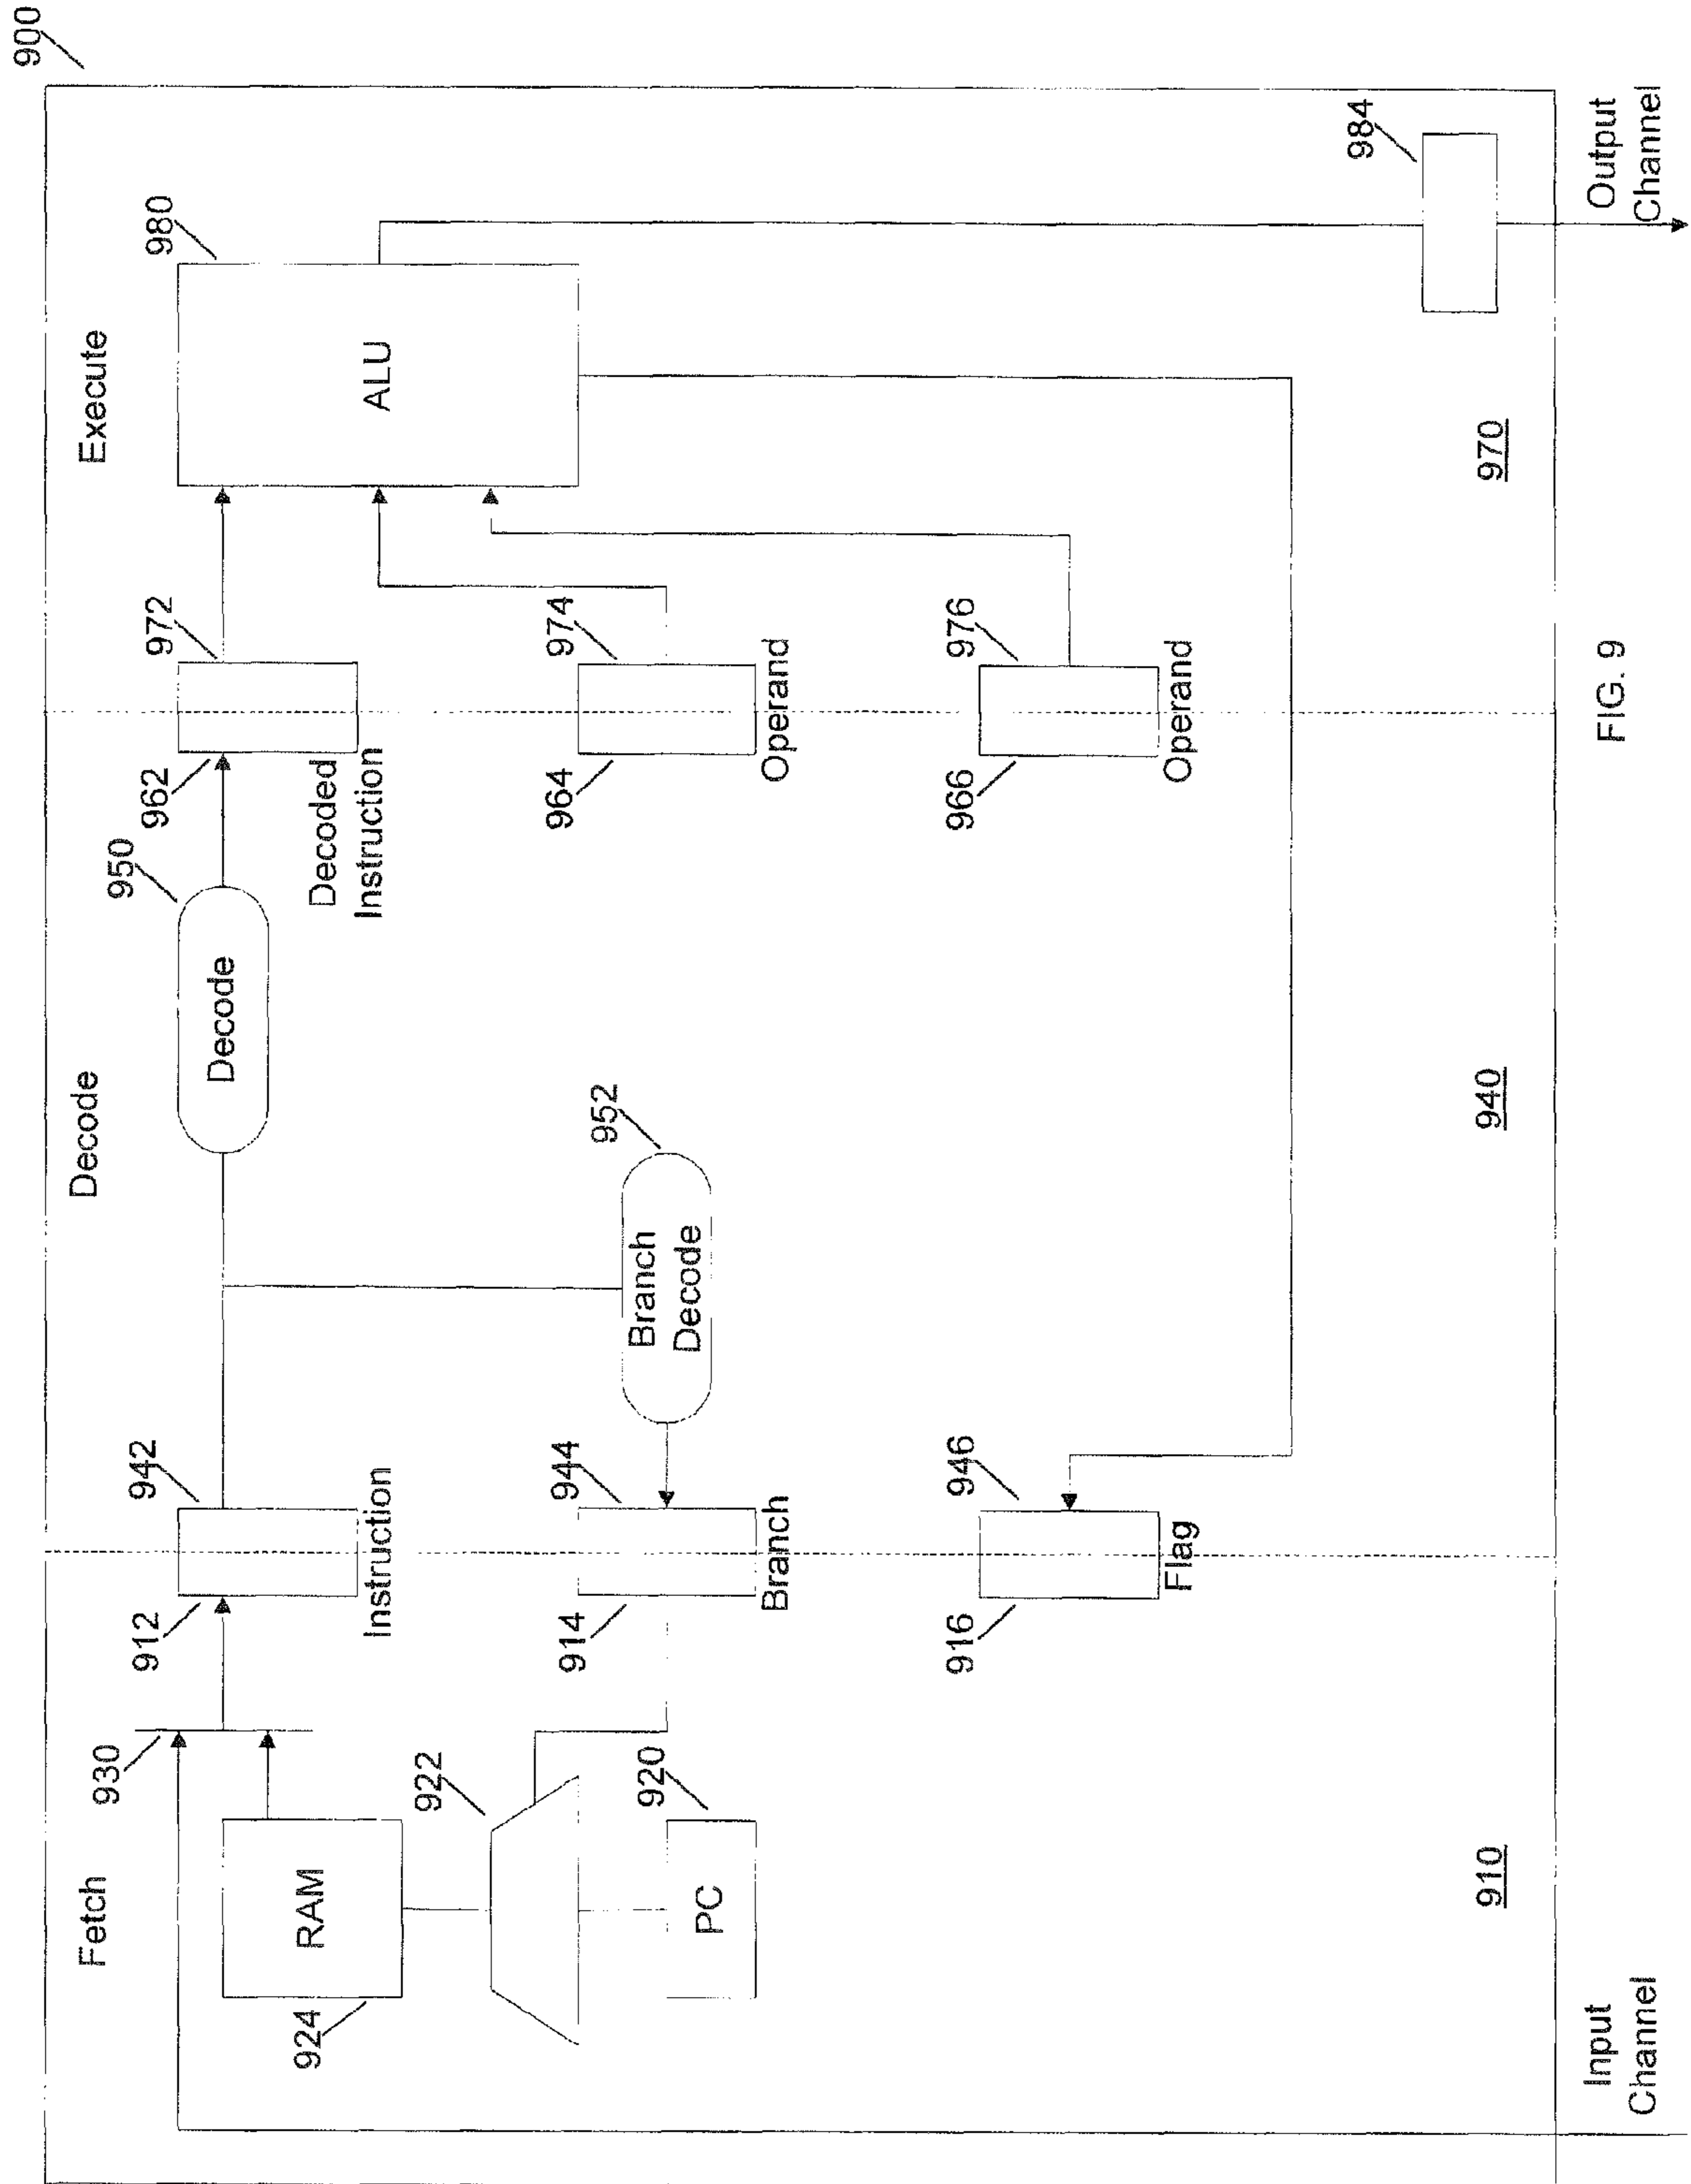 900
Fetch
Decode
Execute
930
912
942
950
962
972
980
RAM
924
Decode
ALU
Instruction
Decoded
Instruction
922
914
944
952
964
974
Branch
Decode
920
PC
Branch
Operand
916
946
966
976
Flag
Operand
984
910
940
970
Input
Channel
Output
Channel
FIG. 9